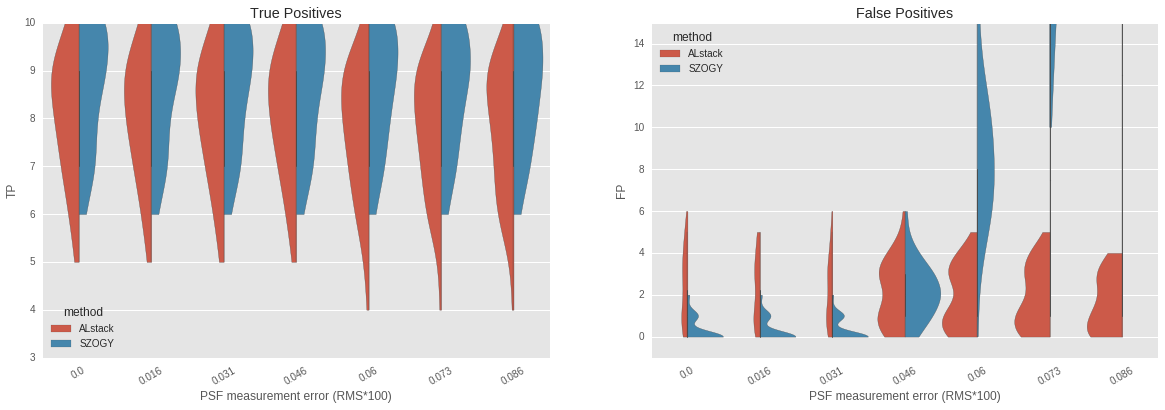 True Positives
10
9
8
7
6
5
4
3
TP
method
ALstack
SZOGY
0.0
0.016
0.031
0.046
0.06
0.073
0.086
PSF measurement error (RMS*100)
False Positives
14
12
10
8
6
4
2
0
FP
method
ALstack
SZOGY
0.0
0.016
0.031
0.046
0.06
0.073
0.086
PSF measurement error (RMS*100)